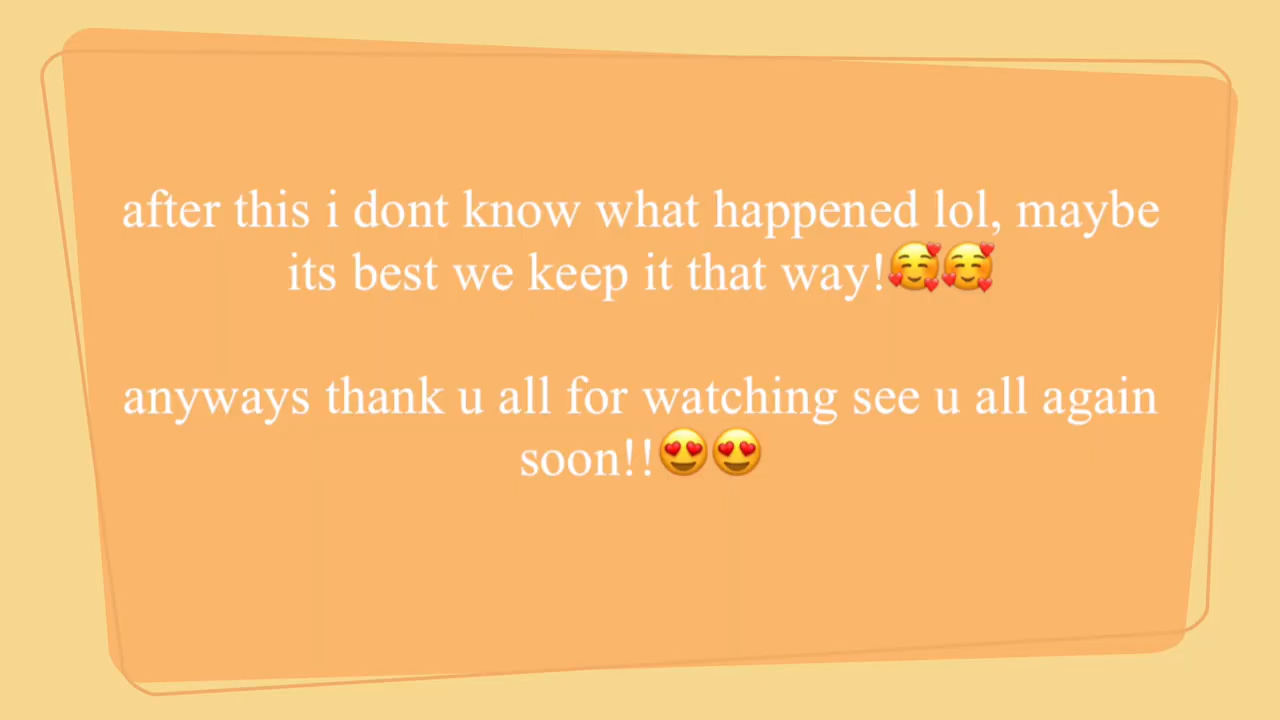 after this i dont know what happened lol, maybe
its best we keep it that way!🥰🥰
anyways thank u all for watching see u all again
soon!!😍😍